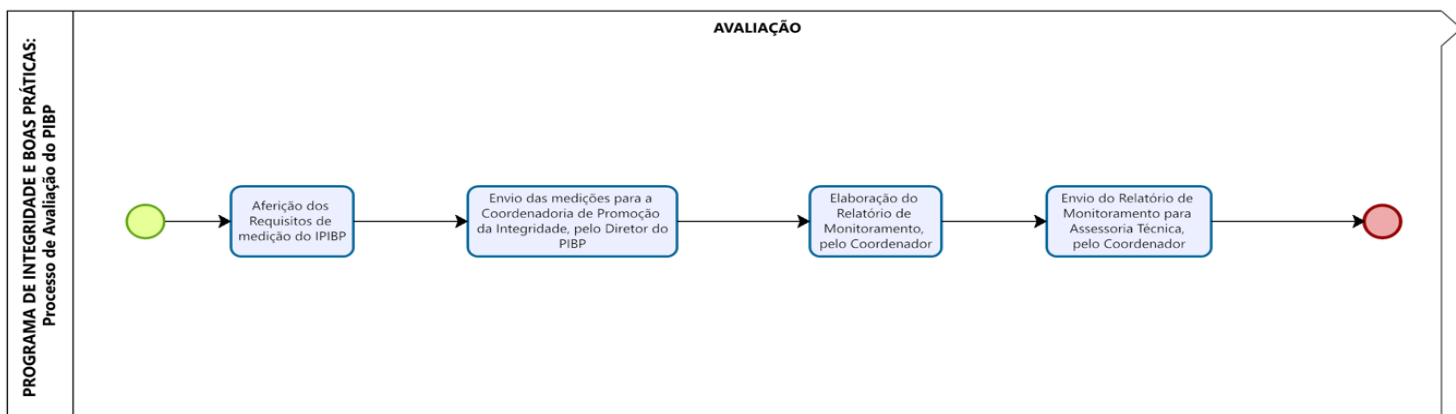 PROGRAMA DE INTEGRIDADE E BOAS PRÁTICAS:
Processo de Avaliação do PIBP
AVALIAÇÃO
Aferição dos
Requisitos de
medição do IPIBP
Envio das medições para a
Coordenadoria de Promoção
da Integridade, pelo Diretor do
PIBP
Elaboração do
Relatório de
Monitoramento,
pelo Coordenador
Envio do Relatório de
Monitoramento para
Assessoria Técnica,
pelo Coordenador